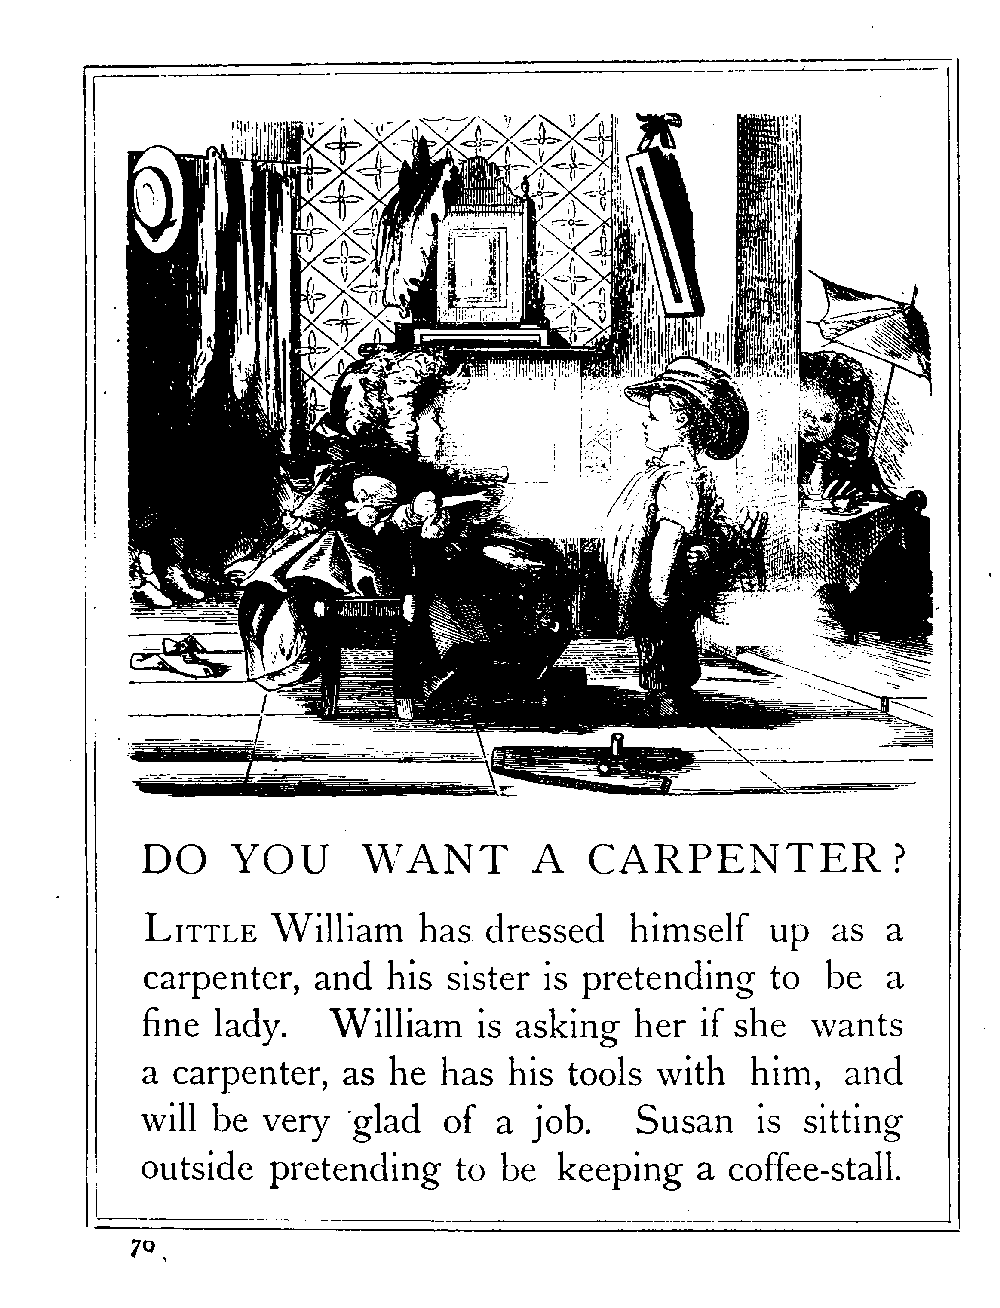 DO YOU WANT A CARPENTER?
LITTLE William has dressed himself up as a
carpenter, and his sister is pretending to be a
fine lady. William is asking her if she wants
a carpenter, as he has his tools with him, and
will be very glad of a job. Susan is sitting
outside pretending to be keeping a coffee-stall.
70